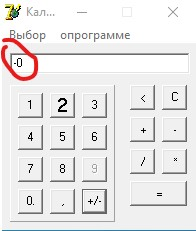 Кал...
Выбор опрограмме
-0
1 2 3 < C
4 5 6 + -
7 8 9 / *
0. , +/- =